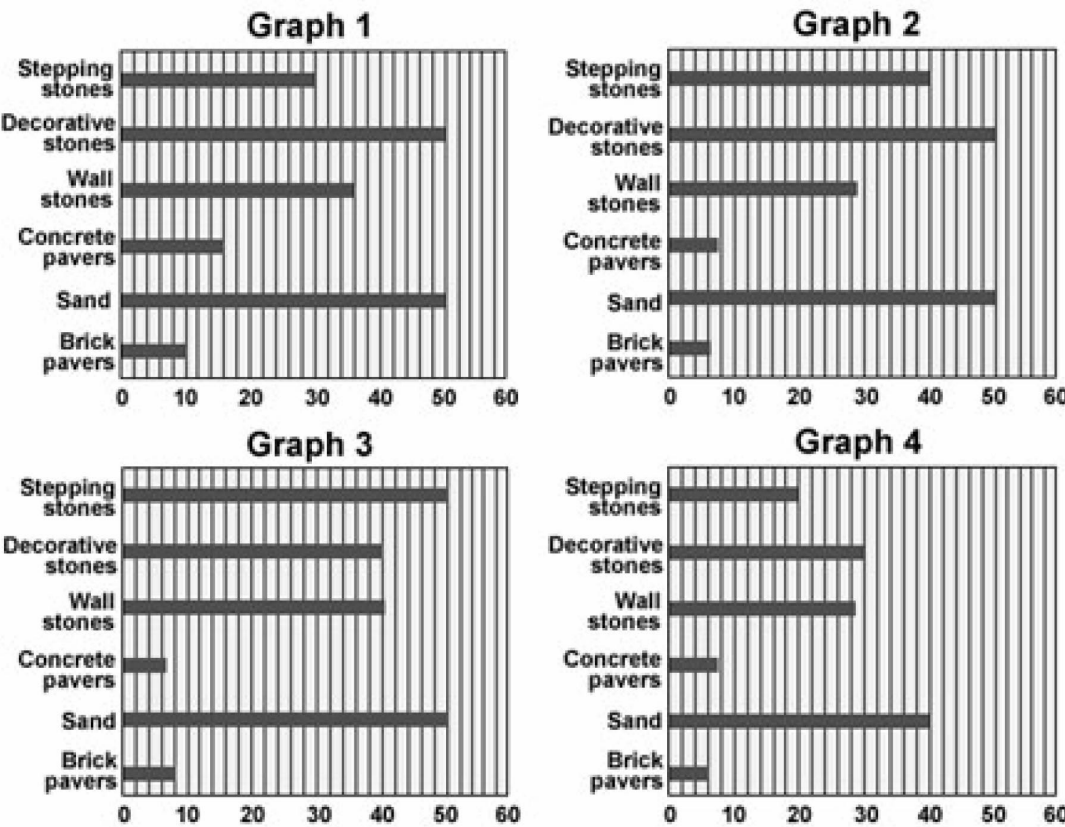 Graph 1
Stepping
stones
Decorative
stones
Wall
stones
Concrete
pavers
Sand
Brick
pavers
0 10 20 30 40 50 60
Graph 2
Stepping
stones
Decorative
stones
Wall
stones
Concrete
pavers
Sand
Brick
pavers
0 10 20 30 40 50 60
Graph 3
Stepping
stones
Decorative
stones
Wall
stones
Concrete
pavers
Sand
Brick
pavers
0 10 20 30 40 50 60
Graph 4
Stepping
stones
Decorative
stones
Wall
stones
Concrete
pavers
Sand
Brick
pavers
0 10 20 30 40 50 60